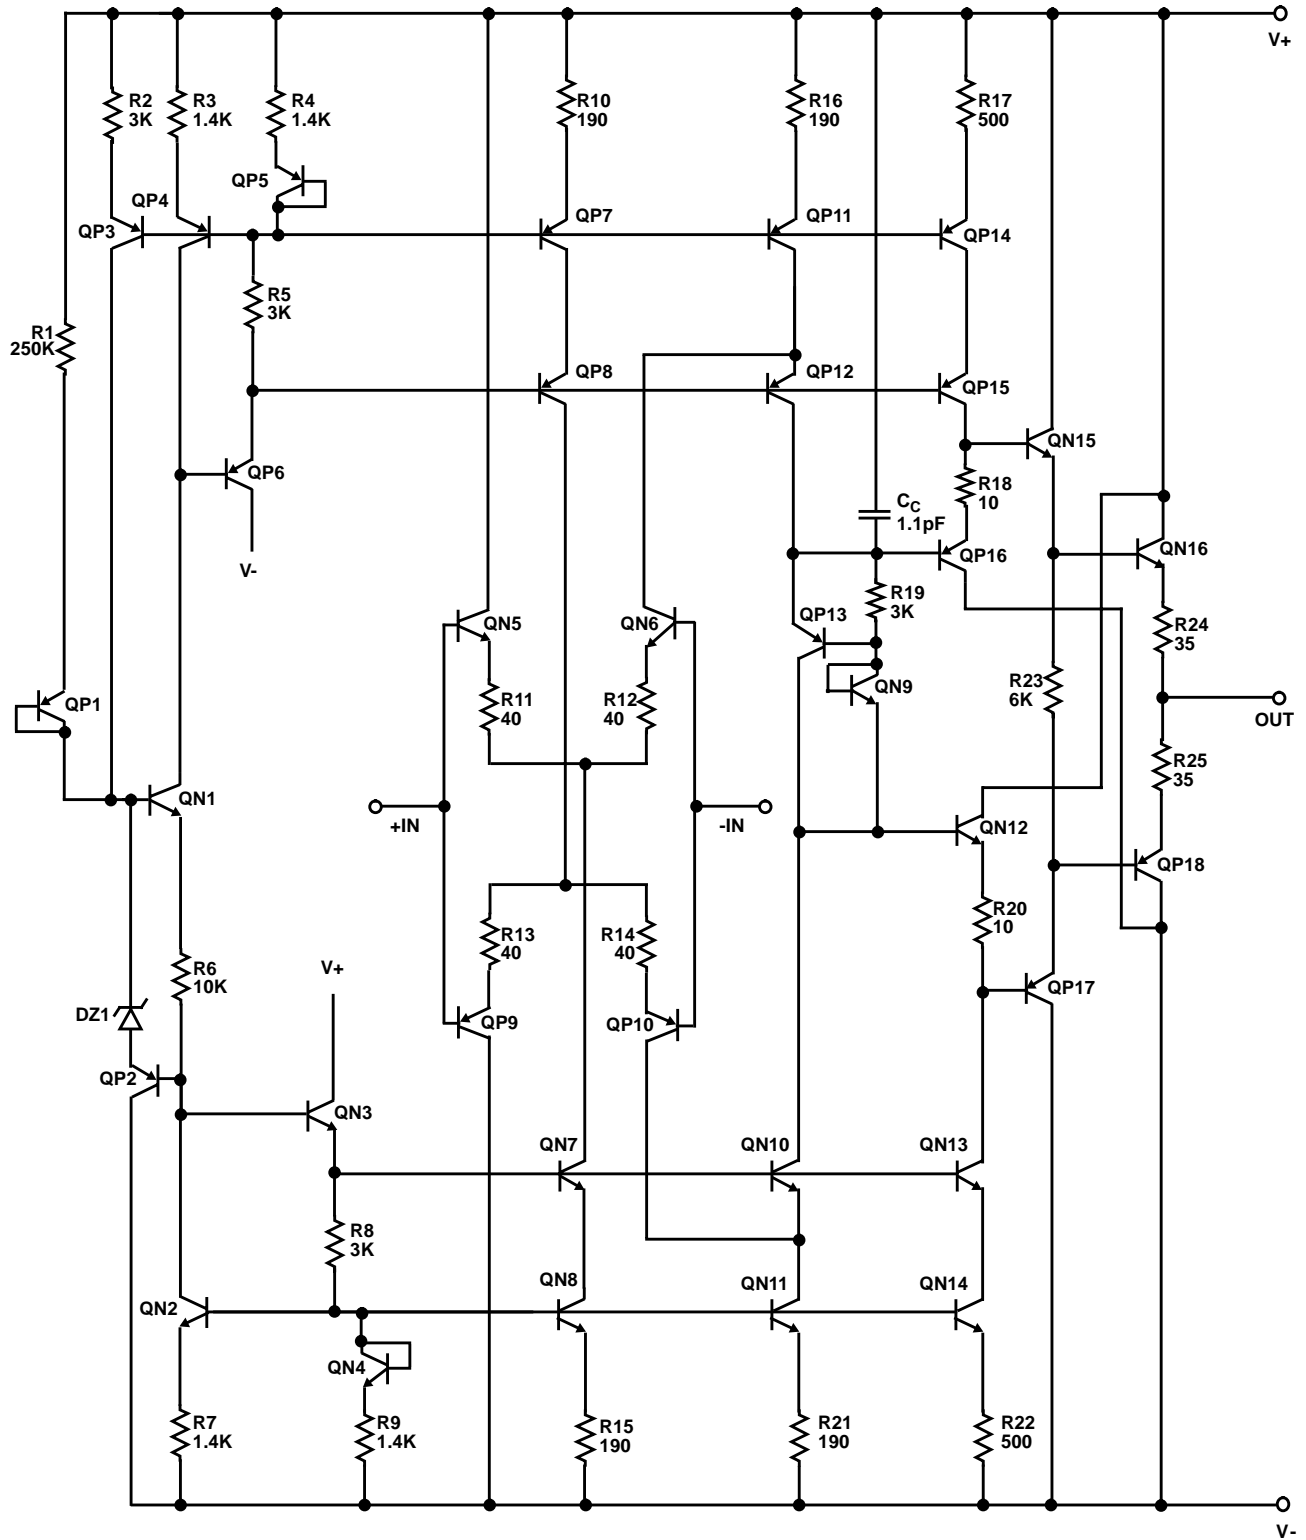 V+
R2
3K
R3
1.4K
R4
1.4K
R10
190
R16
190
R17
500
QP5
QP4
QP3
QP7
QP11
QP14
R5
3K
R1
250K
QP8
QP12
QP15
QN15
QP6
R18
10
CC
1.1pF
V-
QP16
QN16
R19
3K
QP13
QN5
QN6
R24
35
R11
40
R12
40
QN9
R23
6K
QP1
OUT
R25
35
QN1
+IN
-IN
QN12
QP18
R13
40
R14
40
R20
10
R6
10K
V+
DZ1
QP9
QP10
QP17
QP2
QN3
QN7
QN10
QN13
R8
3K
QN8
QN11
QN14
QN2
QN4
R7
1.4K
R9
1.4K
R15
190
R21
190
R22
500
V-